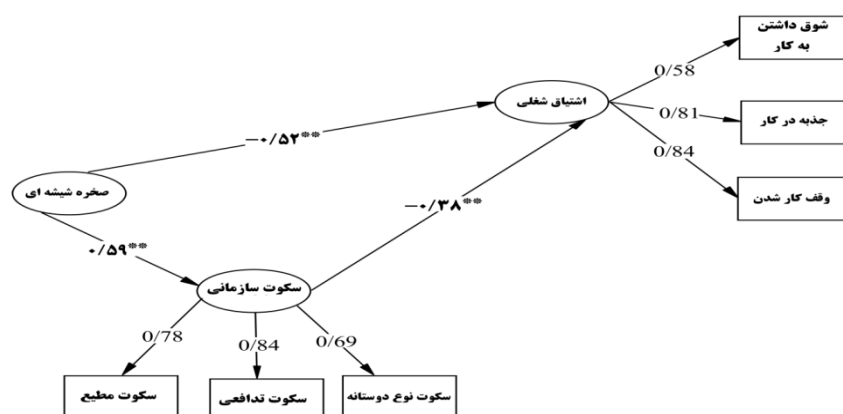 شوق داشتن
به کار
0/58
اشتیاق شغلی
0/81
جذبه در کار
−۰/۵۲**
0/84
صخره شیشه ای
وقف کار شدن
−۰/۳۸**
۰/۵۹**
سکوت سازمانی
0/78
0/84
0/69
سکوت نوع دوستانه
سکوت تدافعی
سکوت مطیع